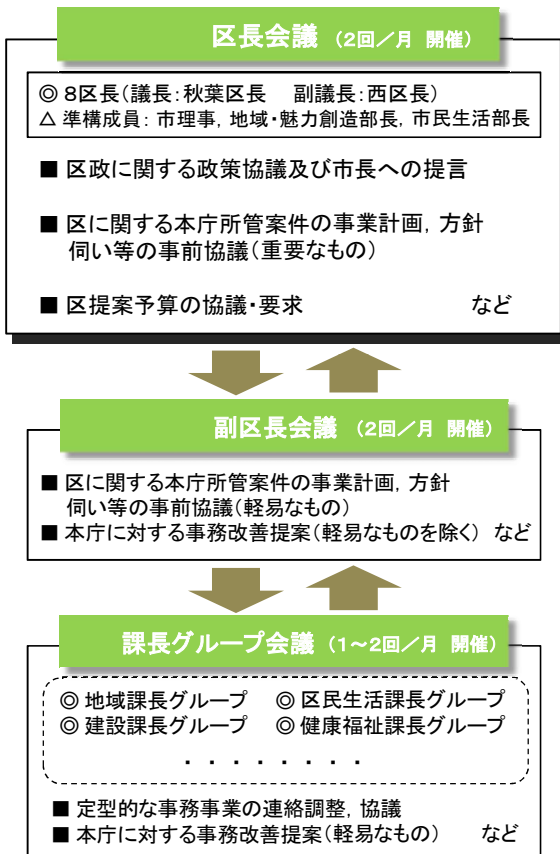 区長会議 (2回／月 開催)
◎ 8区長(議長:秋葉区長 副議長:西区長)
△ 準構成員: 市理事, 地域・魅力創造部長, 市民生活部長
■ 区政に関する政策協議及び市長への提言
■ 区に関する本庁所管案件の事業計画, 方針
伺い等の事前協議(重要なもの)
■ 区提案予算の協議・要求 など
副区長会議 (2回／月 開催)
■ 区に関する本庁所管案件の事業計画, 方針
伺い等の事前協議(軽易なもの)
■ 本庁に対する事務改善提案(軽易なものを除く) など
課長グループ会議 (1～2回／月 開催)
◎ 地域課長グループ ◎ 区民生活課長グループ
◎ 建設課長グループ ◎ 健康福祉課長グループ
・ ・ ・ ・ ・ ・ ・ ・
■ 定型的な事務事業の連絡調整, 協議
■ 本庁に対する事務改善提案(軽易なもの) など